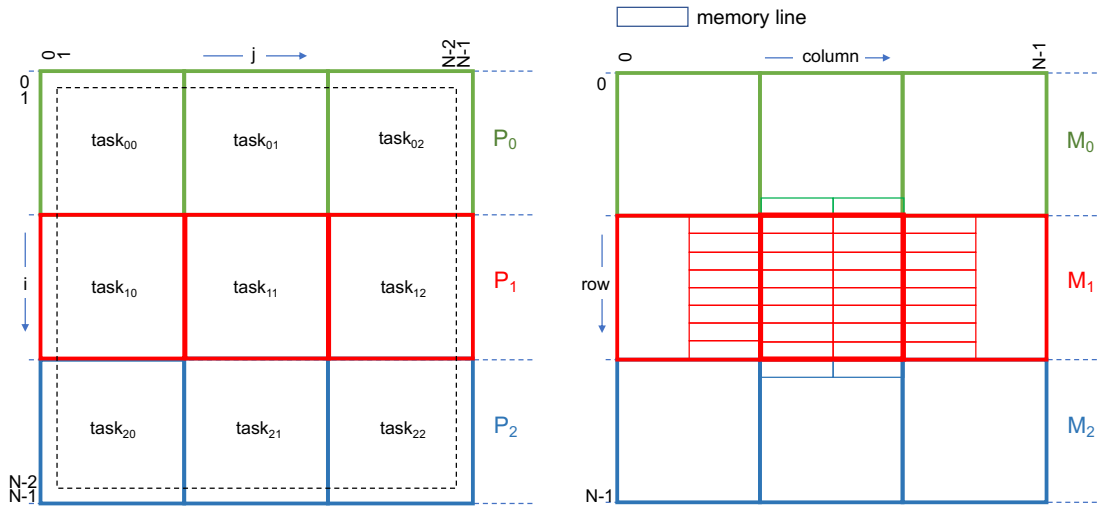 memory line
0
1
j
N-2
N-1
0
1
task00
task01
task02
P0
i
task10
task11
task12
P1
task20
task21
task22
P2
N-2
N-1
0
column
N-1
0
M0
row
M1
M2
N-1